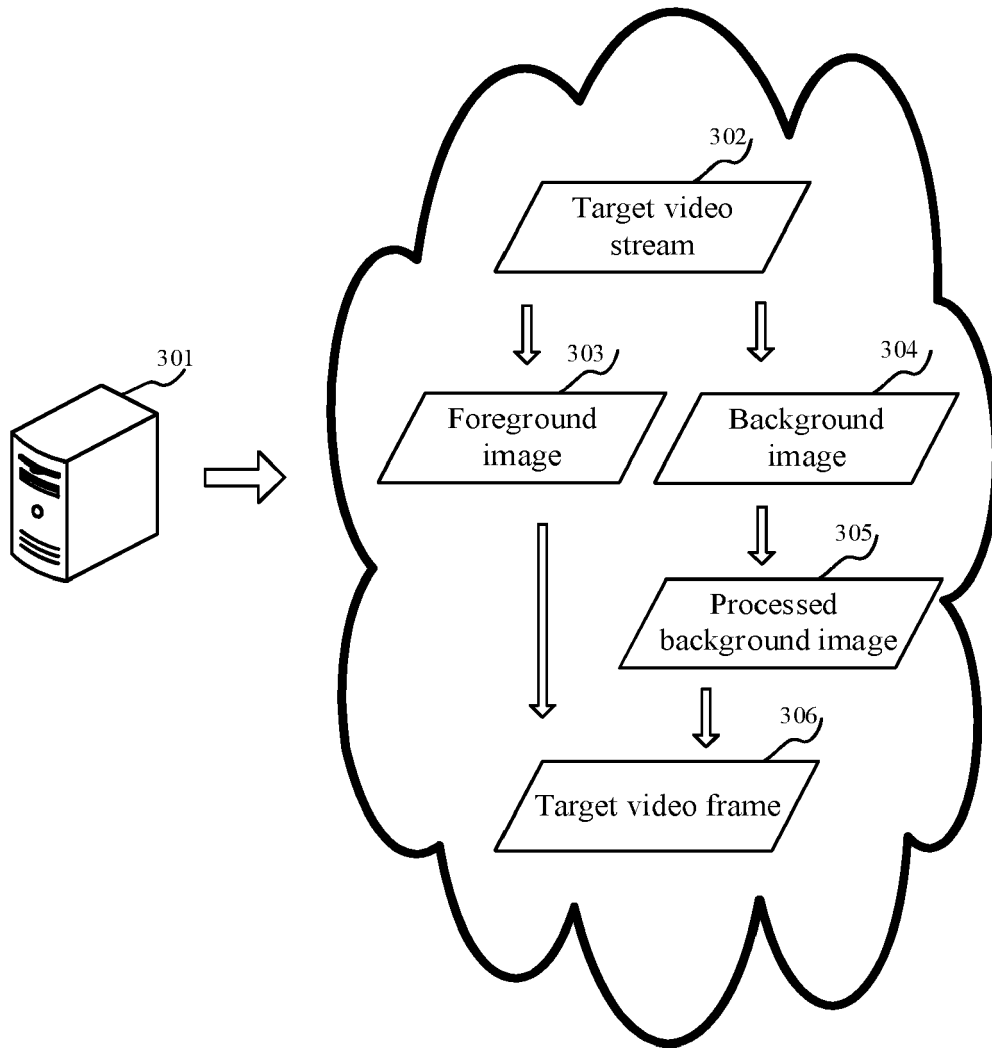 302
Target video
stream
301
303
304
Foreground
image
Background
image
305
Processed
background image
306
Target video frame